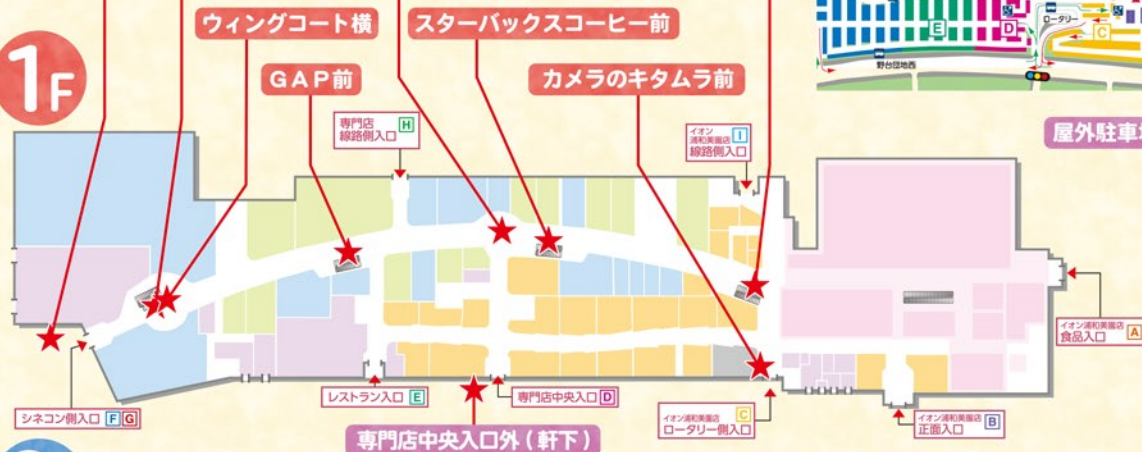 ウィングコート横
スターバックスコーヒー前
ロータリー
E
D
C
野台団地西
1F
GAP前
カメラのキタムラ前
専門店
線路側入口 H
イオン
浦和美園店
線路側入口 I
屋外駐車
イオン浦和美園店
食品入口 A
シネコン側入口 F G
レストラン入口 E
専門店中央入口 D
イオン浦和美園店
ロータリー側入口 C
イオン浦和美園店
正面入口 B
専門店中央入口外(軒下)